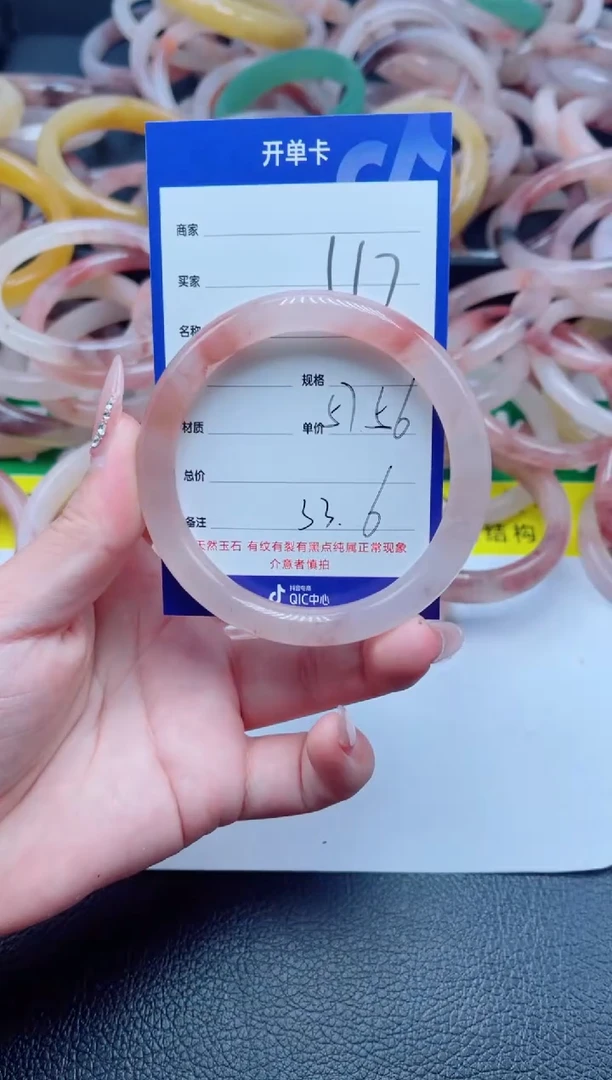 开单卡
商家
买家
117
名称
规格
57 56
材质
单价
总价
备注
53.6
天然玉石 有纹有裂有黑点纯属正常现象
介意者慎拍
抖音电商
QIC中心
结构